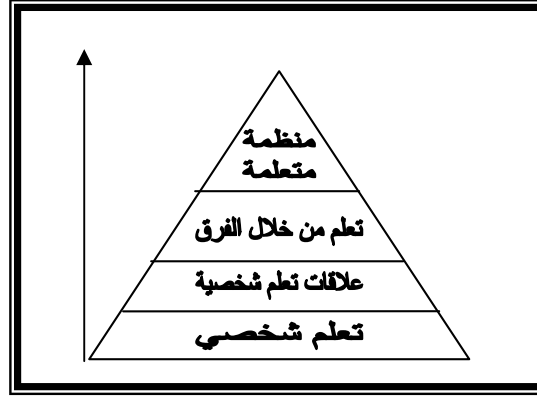 منظمة
متعلمة
تعلم من خلال الفرق
علاقات تعلم شخصية
تعلم شخصي